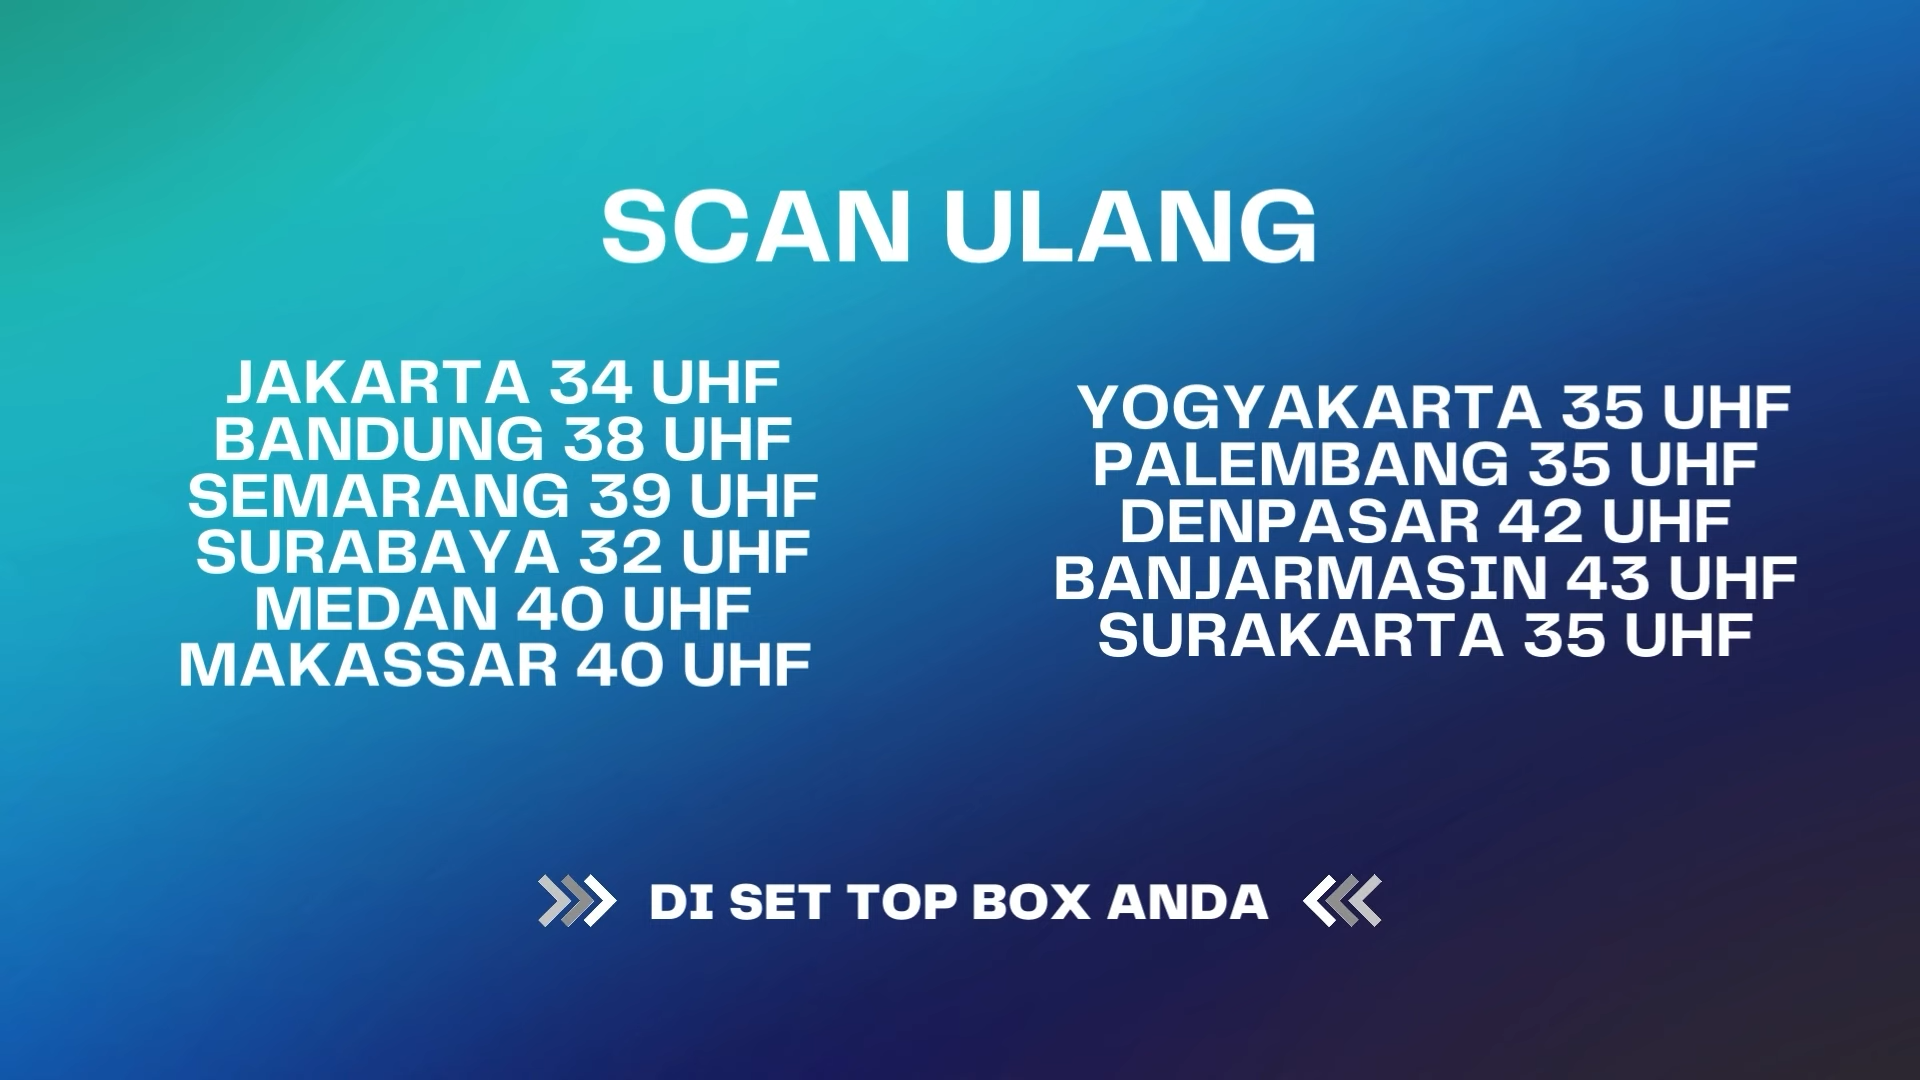 SCAN ULANG
JAKARTA 34 UHF
BANDUNG 38 UHF
SEMARANG 39 UHF
SURABAYA 32 UHF
MEDAN 40 UHF
MAKASSAR 40 UHF
YOGYAKARTA 35 UHF
PALEMBANG 35 UHF
DENPASAR 42 UHF
BANJARMASIN 43 UHF
SURAKARTA 35 UHF
DI SET TOP BOX ANDA